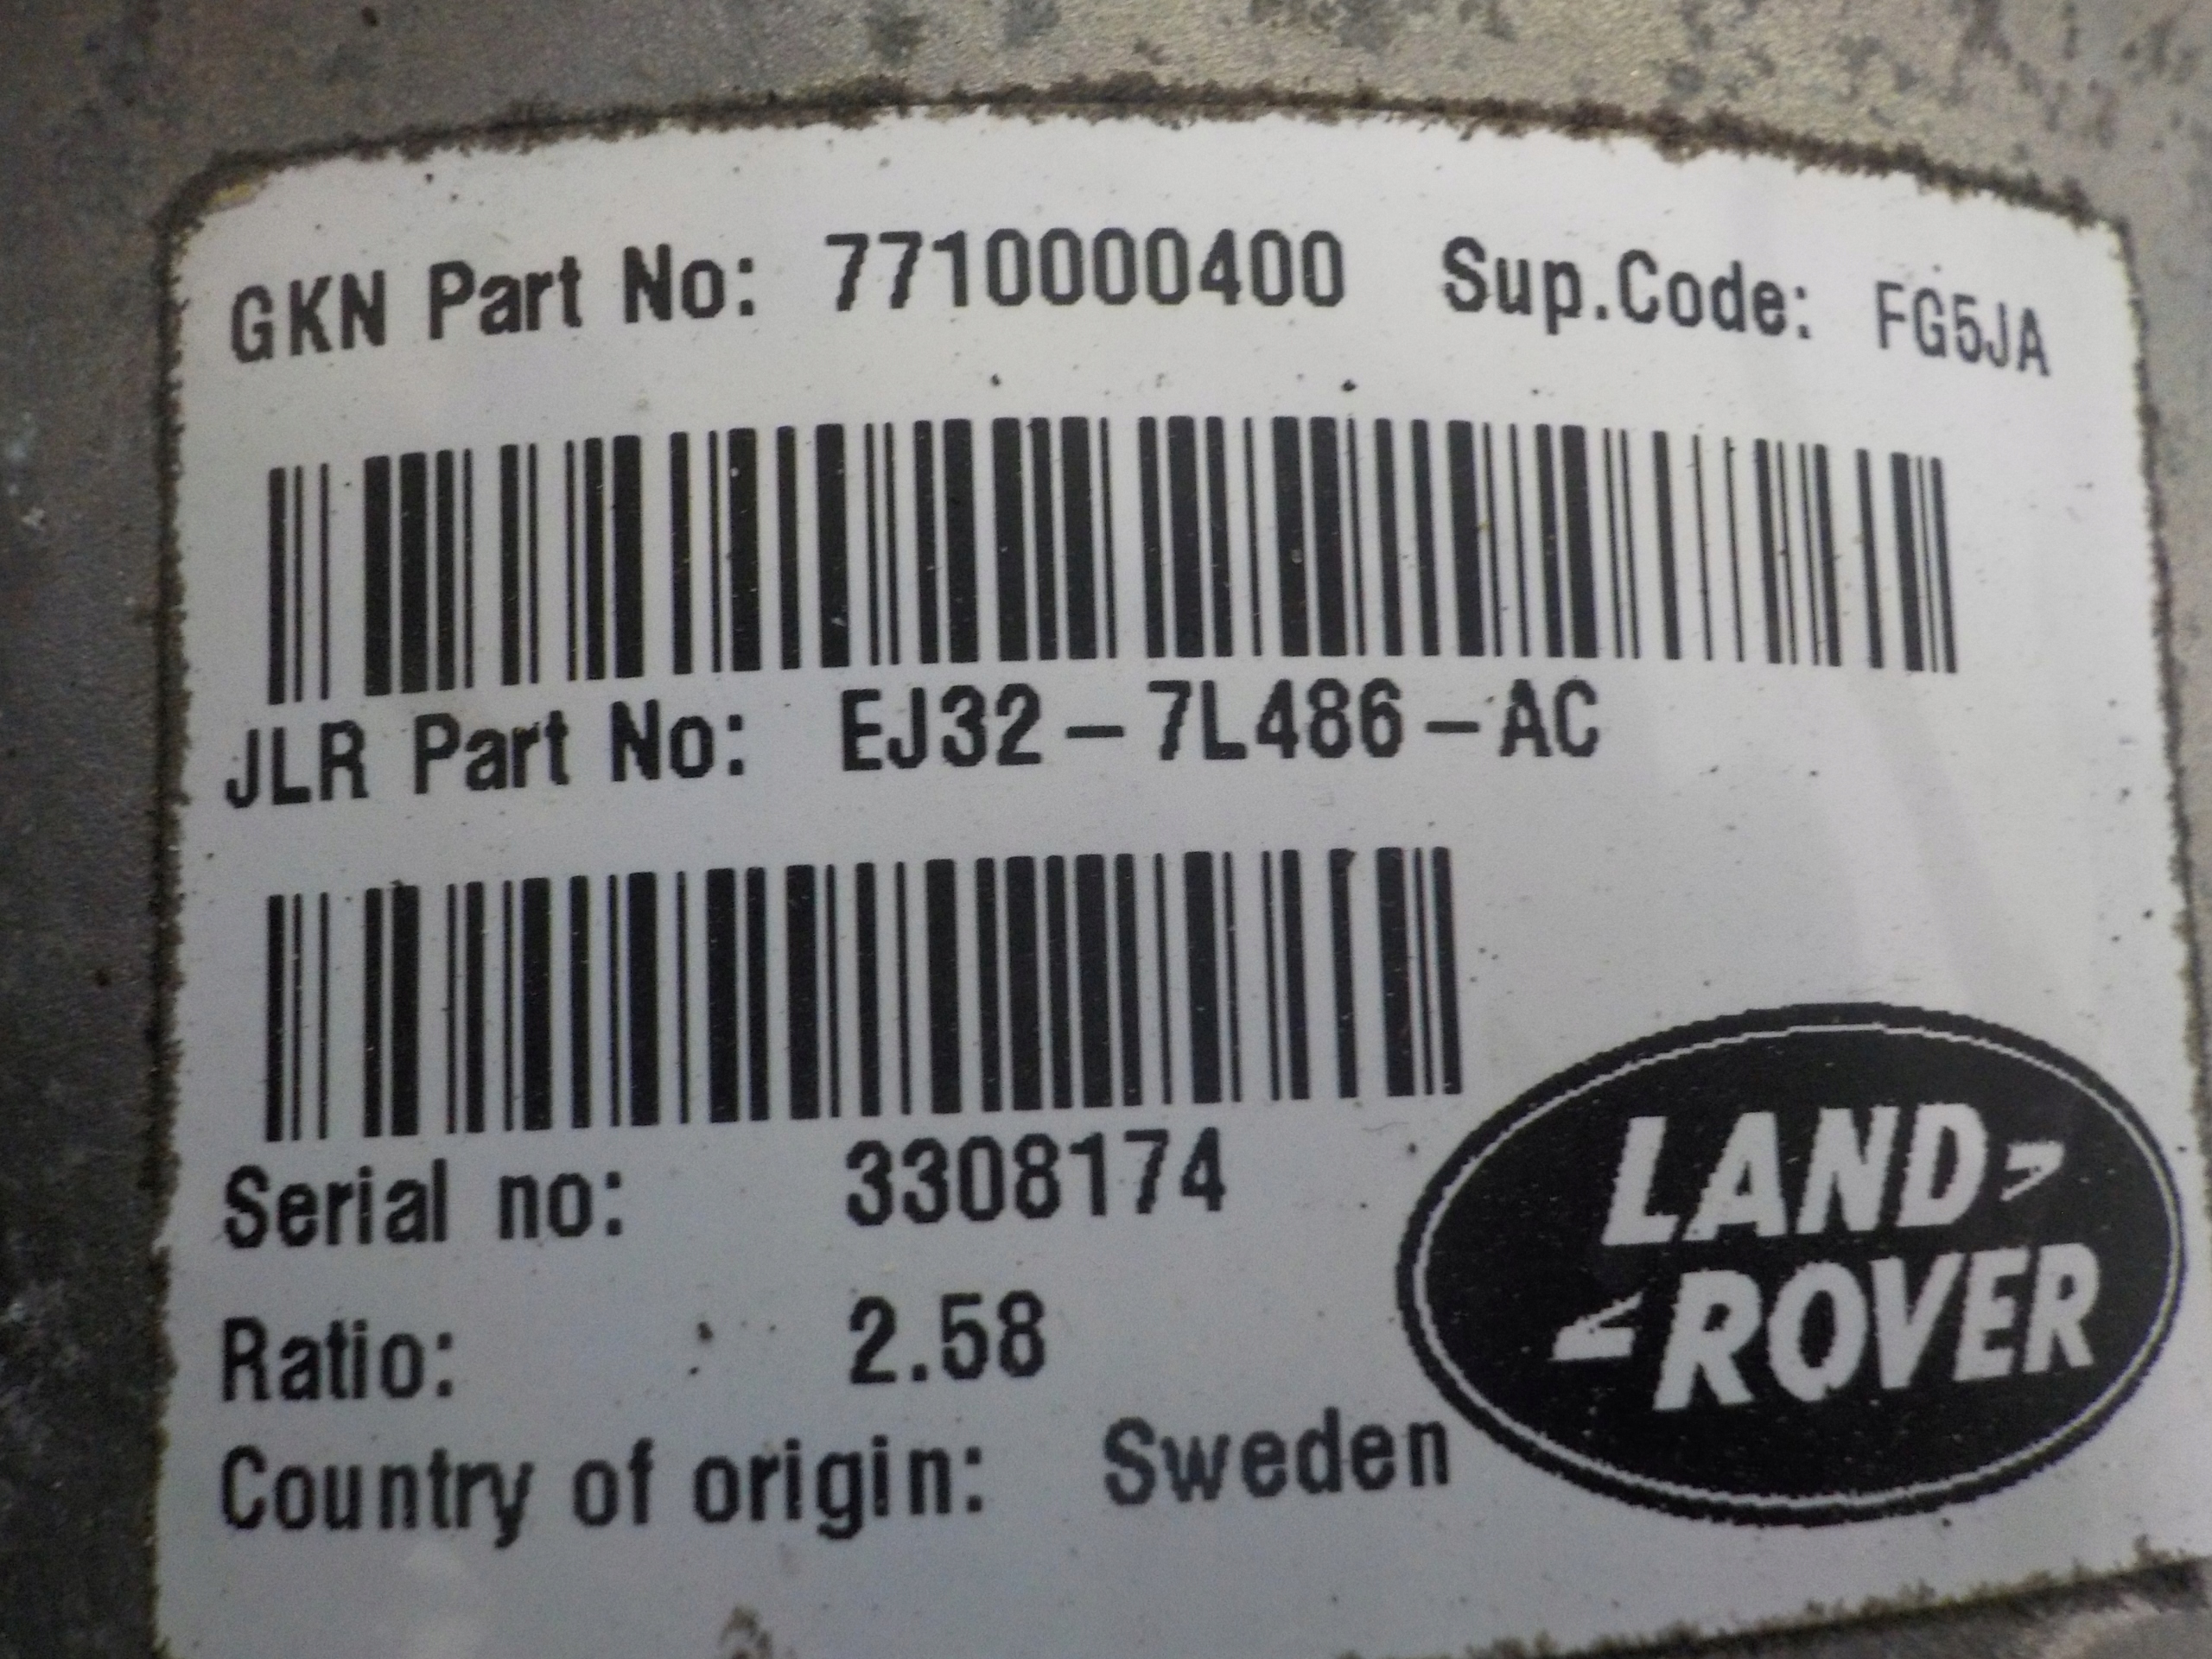 GKN Part No: 7710000400 Sup.Code: FG5JA
JLR Part No: EJ32-7L486-AC
Serial no: 3308174
Ratio: 2.58
Country of origin: Sweden
LAND
ROVER